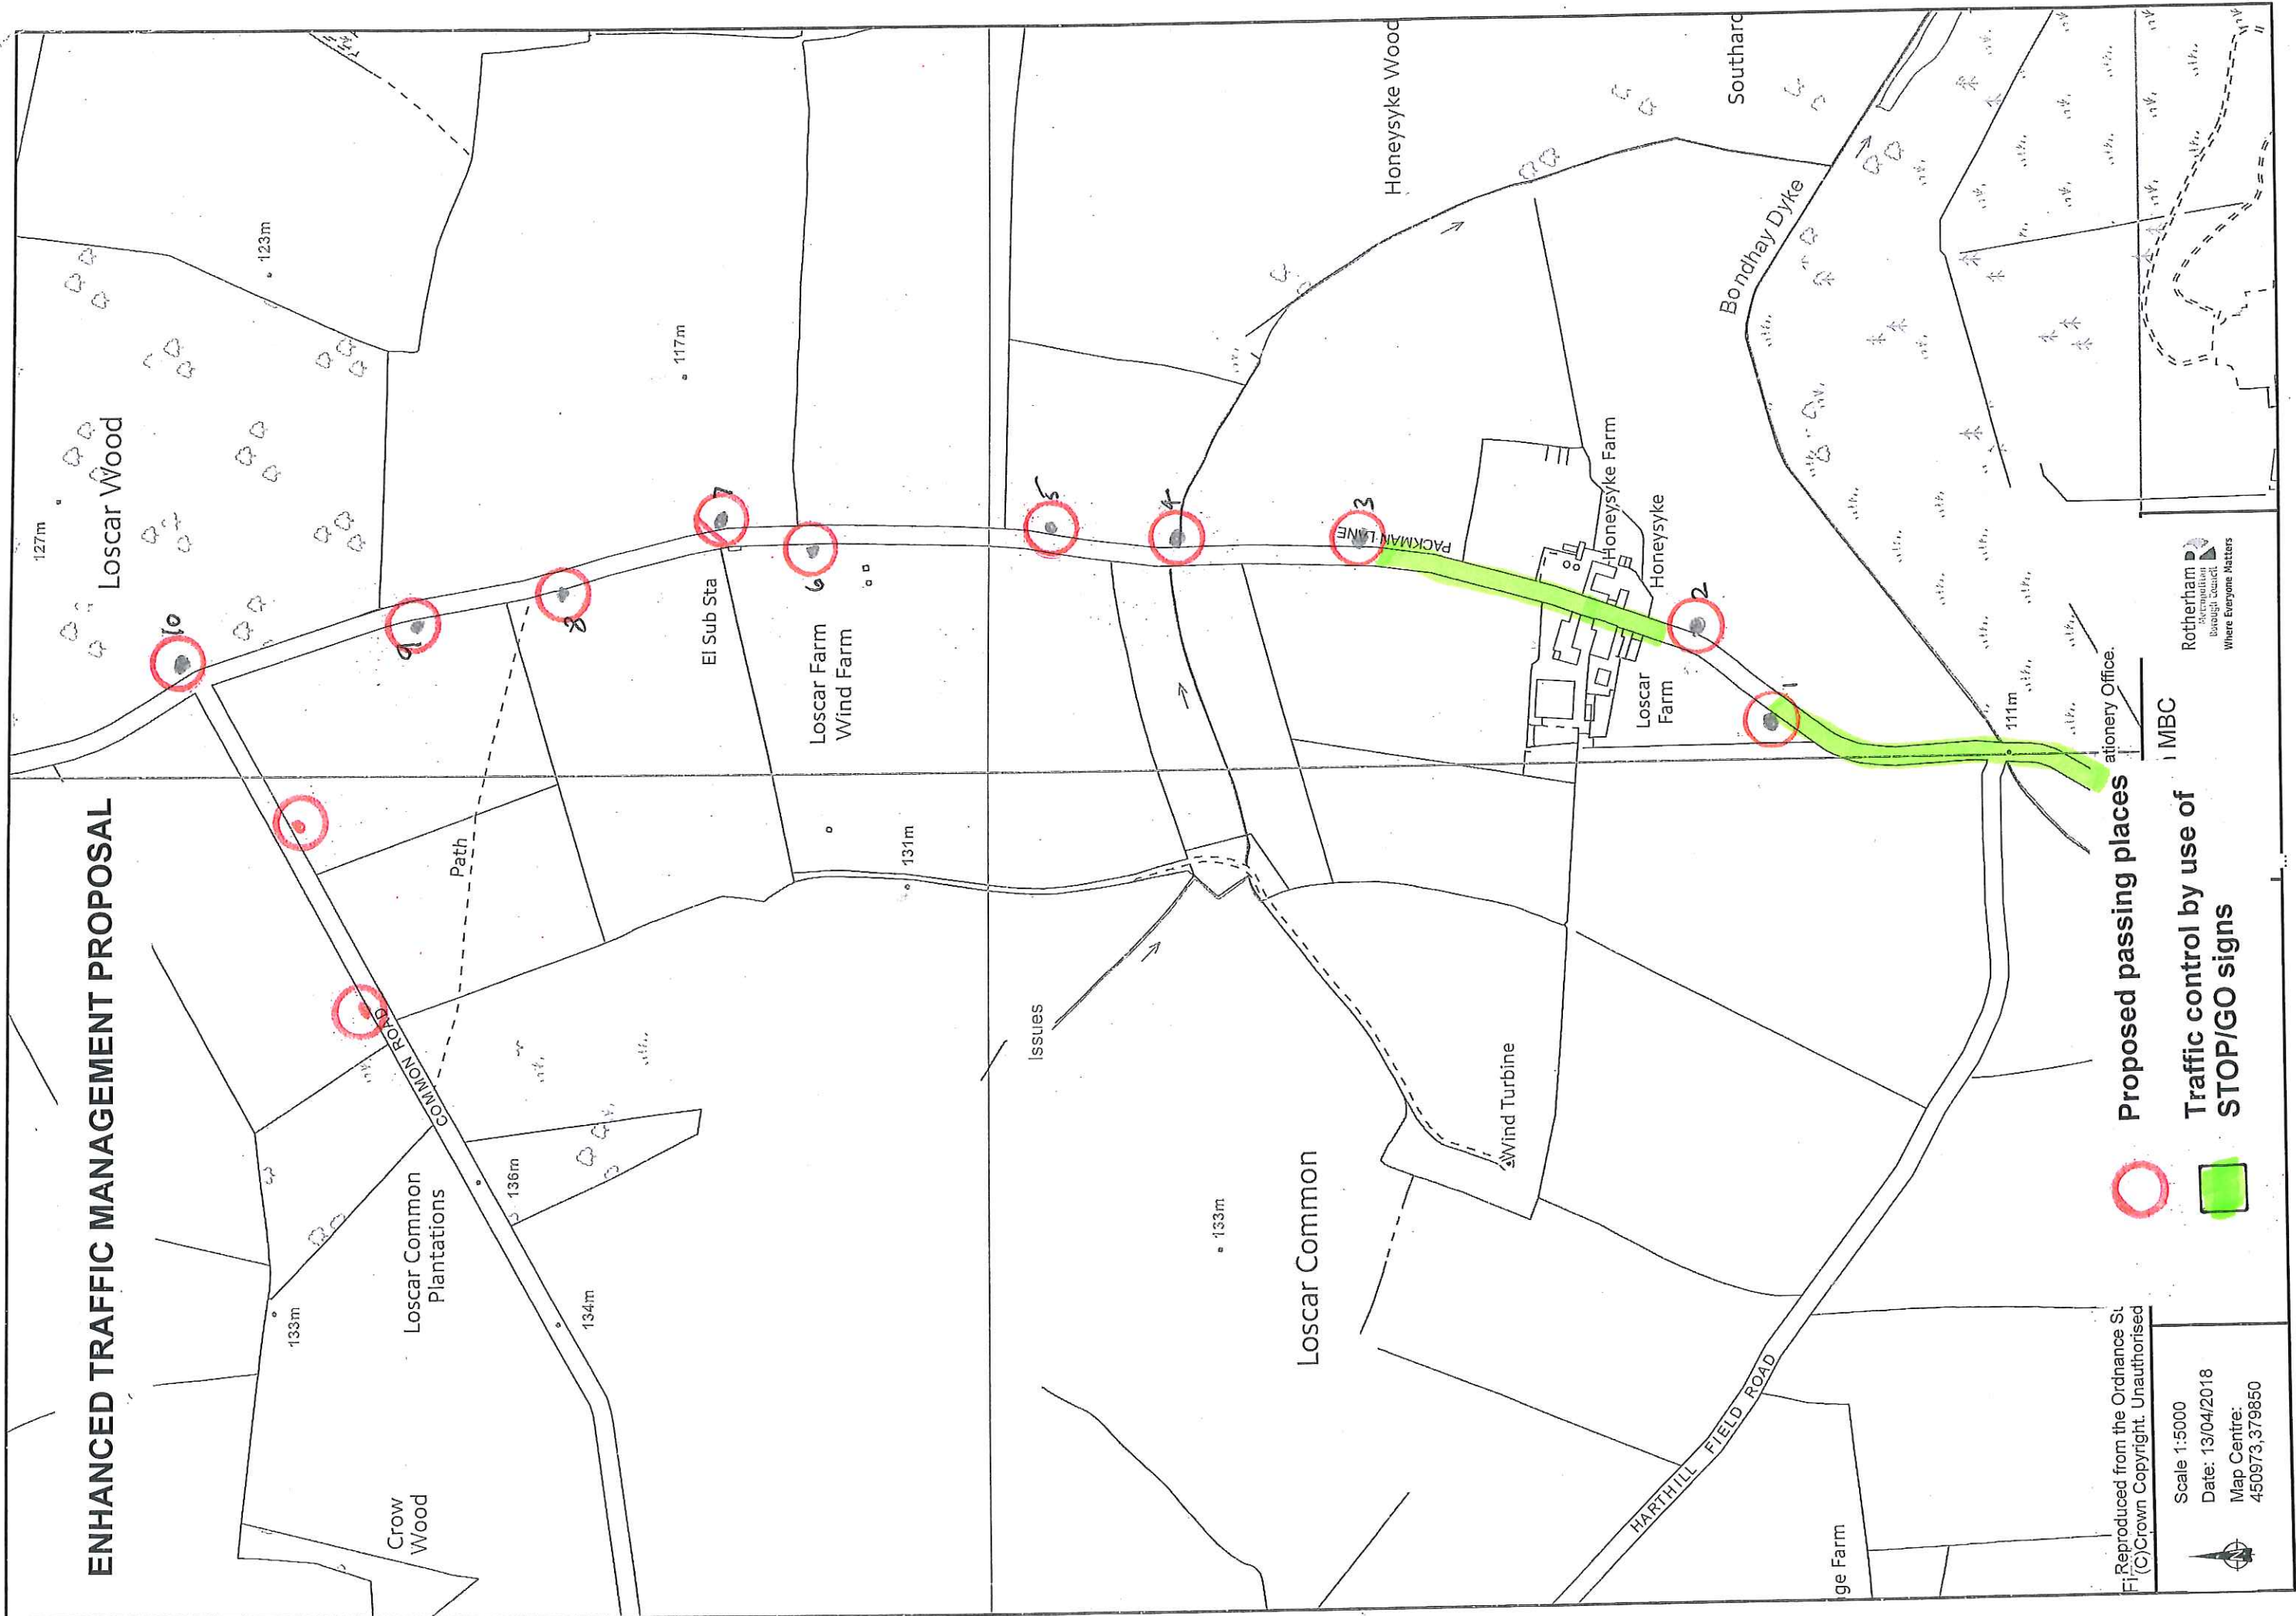 ENHANCED TRAFFIC MANAGEMENT PROPOSAL
127m
Loscar Wood
123m
10
9
8
117m
7
El Sub Sta
6
Loscar Farm
Wind Farm
5
4
3
PACKMAN LANE
Honeysyke Wood
Southard
Bondhay Dyke
Honeysyke Farm
Honeysyke
2
1
Loscar
Farm
111m
Path
131m
COMMON ROAD
Issues
136m
Loscar Common
Plantations
133m
134m
Crow
Wood
133m
Loscar Common
Wind Turbine
HARTHILL FIELD ROAD
ge Farm
Proposed passing places
Traffic control by use of
STOP/GO signs
Reproduced from the Ordnance Su
ationery Office.
(C)Crown Copyright. Unauthorised
MBC
Scale 1:5000
Date: 13/04/2018
Map Centre:
450973,379850
N
Rotherham
Metropolitan
Borough Council
Where Everyone Matters